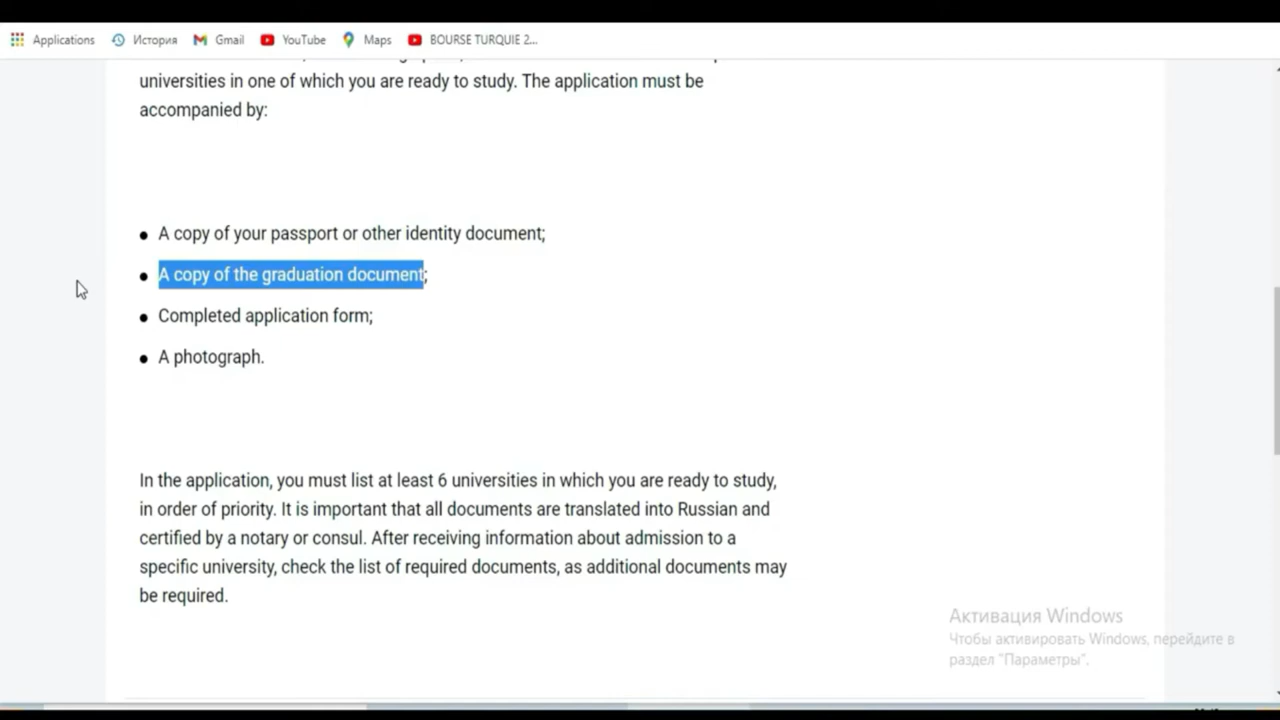 Applications
История
Gmail
YouTube
Maps
BOURSE TURQUIE 2...
universities in one of which you are ready to study. The application must be
accompanied by:
A copy of your passport or other identity document;
A copy of the graduation document;
Completed application form;
A photograph.
In the application, you must list at least 6 universities in which you are ready to study,
in order of priority. It is important that all documents are translated into Russian and
certified by a notary or consul. After receiving information about admission to a
specific university, check the list of required documents, as additional documents may
be required.
Активация Windows
Чтобы активировать Windows, перейдите в
раздел "Параметры".